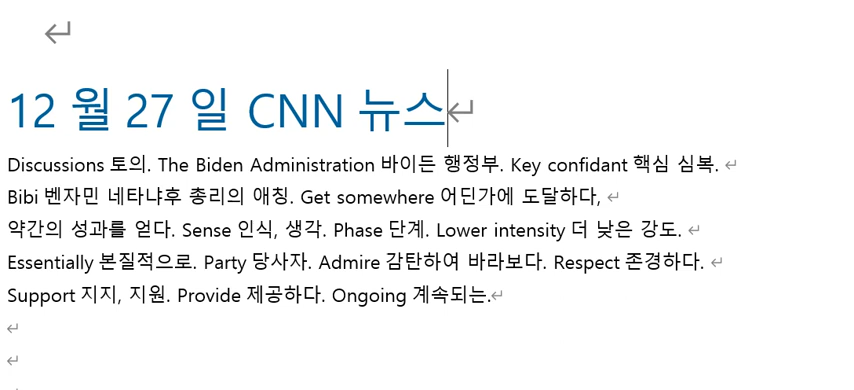 12 월 27 일 CNN 뉴스
Discussions 토의. The Biden Administration 바이든 행정부. Key confidant 핵심 심복.
Bibi 벤자민 네타냐후 총리의 애칭. Get somewhere 어딘가에 도달하다,
약간의 성과를 얻다. Sense 인식, 생각. Phase 단계. Lower intensity 더 낮은 강도.
Essentially 본질적으로. Party 당사자. Admire 감탄하여 바라보다. Respect 존경하다.
Support 지지, 지원. Provide 제공하다. Ongoing 계속되는.